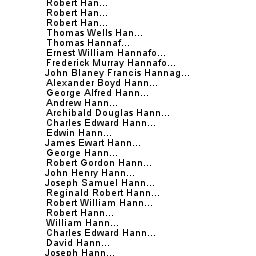 Robert Han...
Robert Han...
Robert Han...
Thomas Wells Han...
Thomas Hannaf...
Ernest William Hannafo...
Frederick Murray Hannafo...
John Blaney Francis Hannag...
Alexander Boyd Hann...
George Alfred Hann...
Andrew Hann...
Archibald Douglas Hann...
Charles Edward Hann...
Edwin Hann...
James Ewart Hann...
George Hann...
Robert Gordon Hann...
John Henry Hann...
Joseph Samuel Hann...
Reginald Robert Hann...
Robert William Hann...
Robert Hann...
William Hann...
Charles Edward Hann...
David Hann...
Joseph Hann...